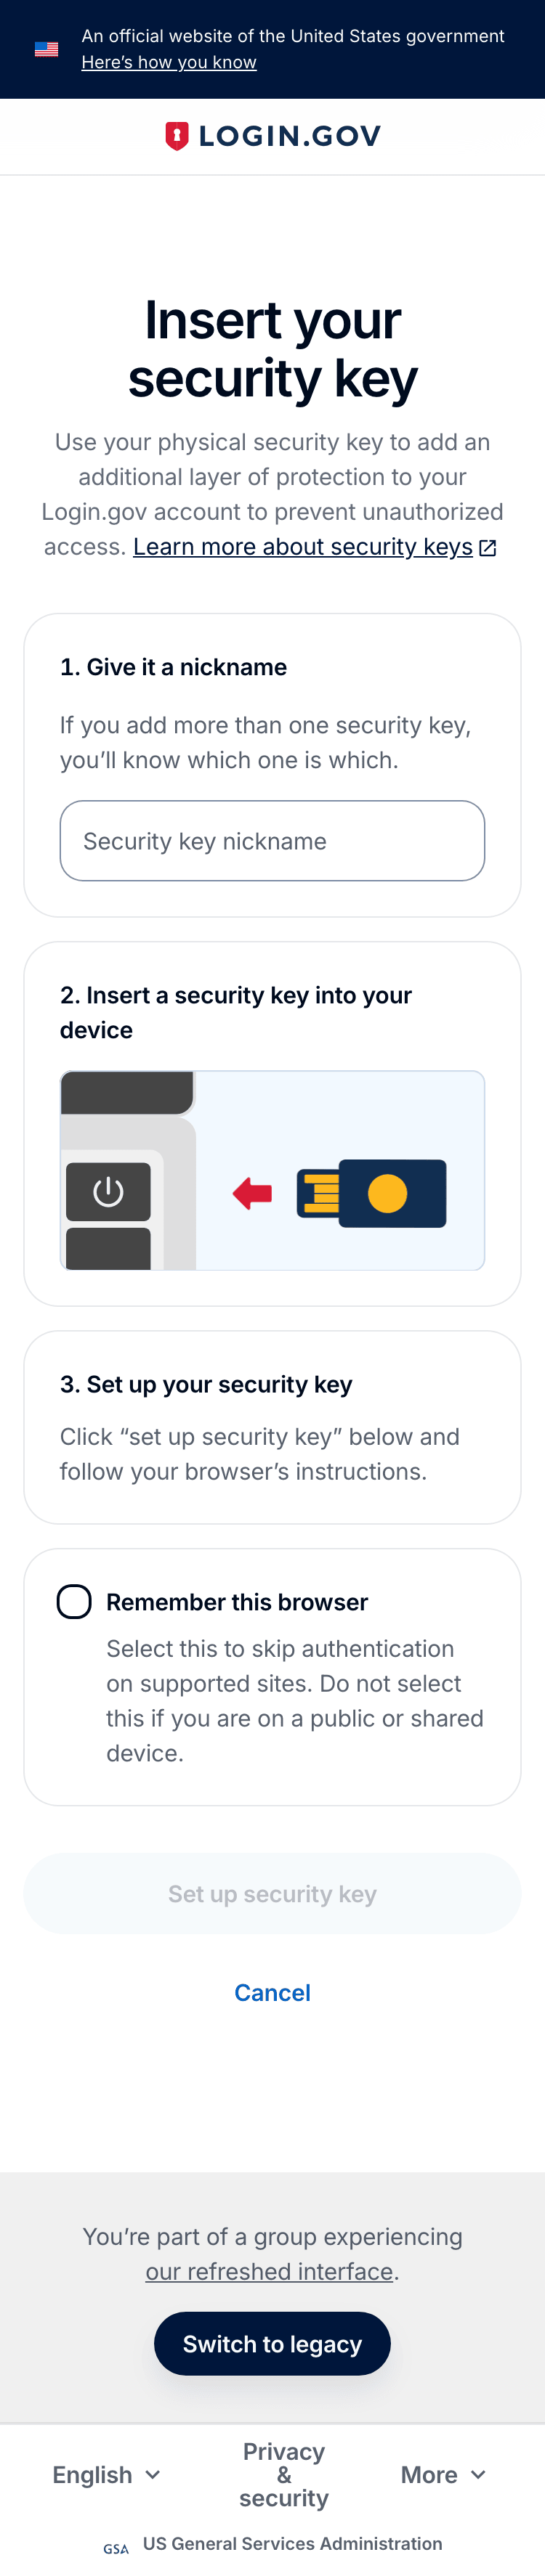 An official website of the United States government
Here’s how you know
LOGIN.GOV
Insert your
security key
Use your physical security key to add an
additional layer of protection to your
Login.gov account to prevent unauthorized
access. Learn more about security keys
1. Give it a nickname
If you add more than one security key,
you’ll know which one is which.
Security key nickname
2. Insert a security key into your
device
3. Set up your security key
Click “set up security key” below and
follow your browser’s instructions.
Remember this browser
Select this to skip authentication
on supported sites. Do not select
this if you are on a public or shared
device.
Set up security key
Cancel
You’re part of a group experiencing
our refreshed interface.
Switch to legacy
English
Privacy
&
security
More
GSA US General Services Administration